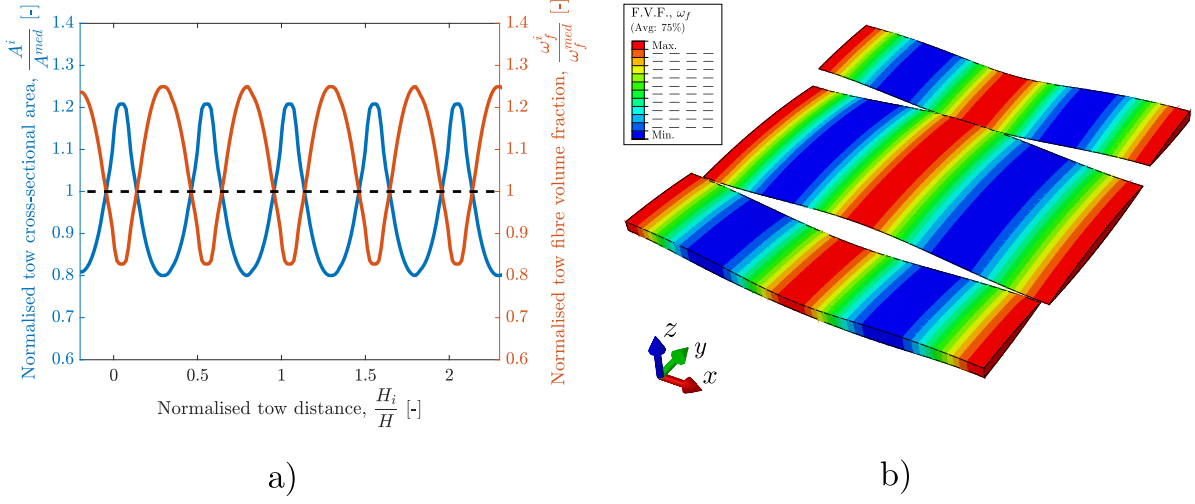 1.4
1.3
1.2
1.1
1
0.9
0.8
0.7
0.6
Normalised tow cross-sectional area, A^i / A^med [-]
1.4
1.3
1.2
1.1
1
0.9
0.8
0.7
0.6
Normalised tow fibre volume fraction, ω_f^i / ω_f^med [-]
0 0.5 1 1.5 2
Normalised tow distance, H_i / H [-]
a)
F.V.F., ω_f
(Avg: 75%)
Max.
Min.
z
y
x
b)